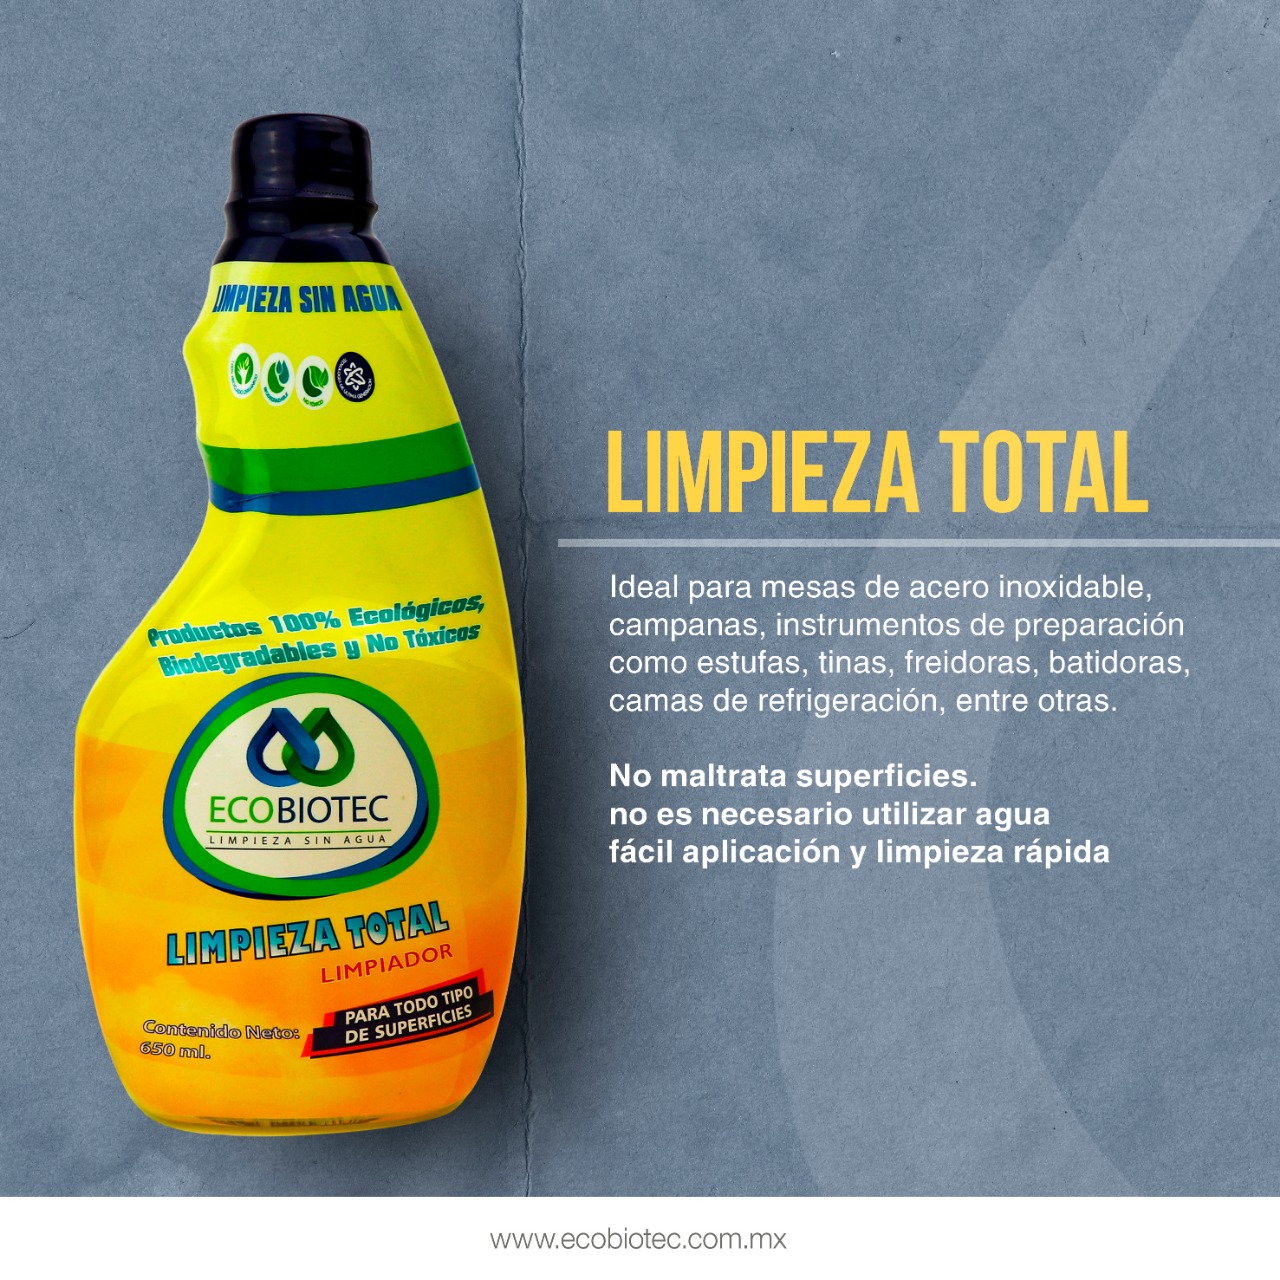 LIMPIEZA SIN AGUA
Productos 100% Ecológicos,
Biodegradables y No Tóxicos
ECOBIOTEC
LIMPIEZA SIN AGUA
LIMPIEZA TOTAL
LIMPIADOR
PARA TODO TIPO
DE SUPERFICIES
Contenido Neto:
650 ml.
LIMPIEZA TOTAL
Ideal para mesas de acero inoxidable,
campanas, instrumentos de preparación
como estufas, tinas, freidoras, batidoras,
camas de refrigeración, entre otras.
No maltrata superficies.
no es necesario utilizar agua
fácil aplicación y limpieza rápida
www.ecobiotec.com.mx